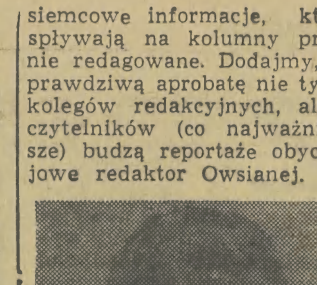 siemcowe informacje, kt
spływają na kolumny pr
nie redagowane. Dodajmy,
prawdziwą aprobatę nie ty
kolegów redakcyjnych, al
czytelników (co najważni
sze) budzą reportaże obyc
jowe redaktor Owsianej.